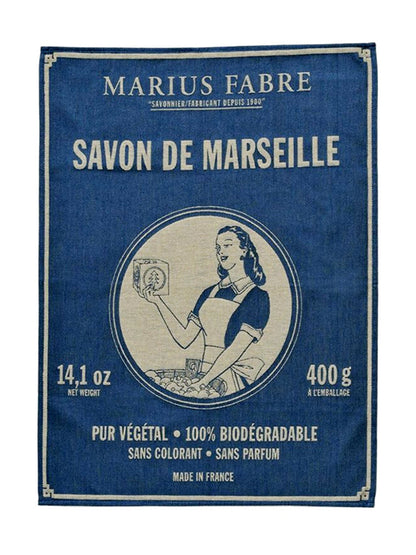 MARIUS FABRE
"SAVONNIER/FABRICANT DEPUIS 1900"
SAVON DE MARSEILLE
14,1 oz
NET WEIGHT
400 g
À L'EMBALLAGE
PUR VÉGÉTAL • 100% BIODÉGRADABLE
SANS COLORANT • SANS PARFUM
MADE IN FRANCE